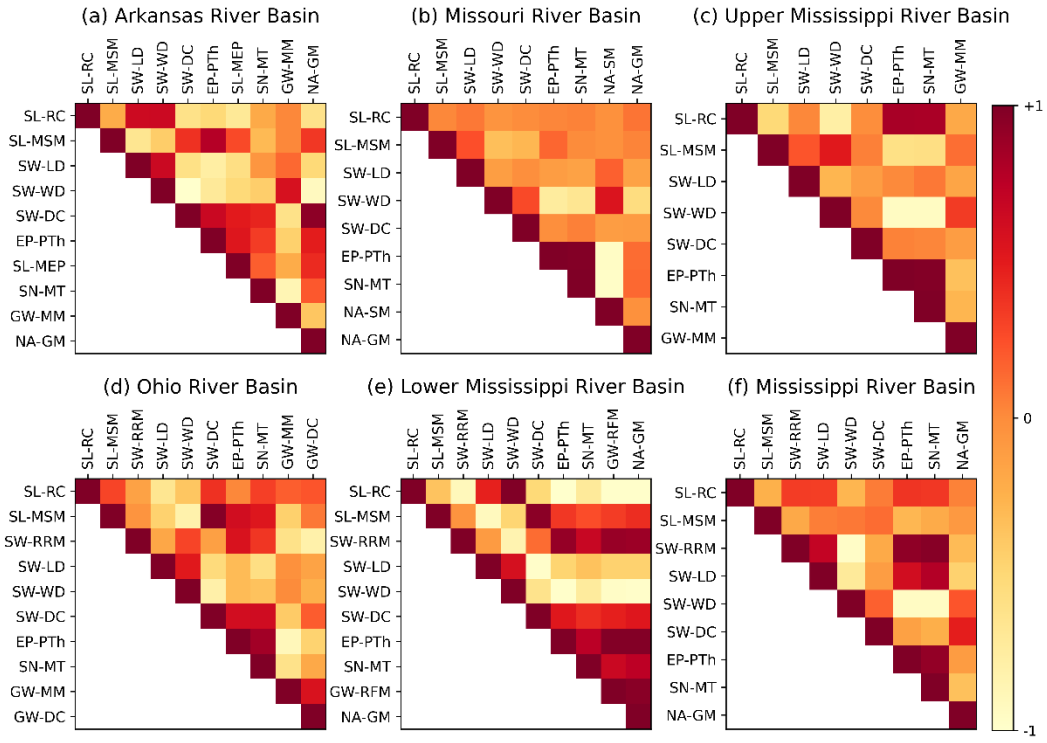 (a) Arkansas River Basin
SL-RC
SL-MSM
SW-LD
SW-WD
SW-DC
EP-PTh
SL-MEP
SN-MT
GW-MM
NA-GM
SL-RC
SL-MSM
SW-LD
SW-WD
SW-DC
EP-PTh
SL-MEP
SN-MT
GW-MM
NA-GM
(b) Missouri River Basin
SL-RC
SL-MSM
SW-LD
SW-WD
SW-DC
EP-PTh
SN-MT
NA-SM
NA-GM
SL-RC
SL-MSM
SW-LD
SW-WD
SW-DC
EP-PTh
SN-MT
NA-SM
NA-GM
(c) Upper Mississippi River Basin
SL-RC
SL-MSM
SW-LD
SW-WD
SW-DC
EP-PTh
SN-MT
GW-MM
SL-RC
SL-MSM
SW-LD
SW-WD
SW-DC
EP-PTh
SN-MT
GW-MM
(d) Ohio River Basin
SL-RC
SL-MSM
SW-RRM
SW-LD
SW-WD
SW-DC
EP-PTh
SN-MT
GW-MM
GW-DC
SL-RC
SL-MSM
SW-RRM
SW-LD
SW-WD
SW-DC
EP-PTh
SN-MT
GW-MM
GW-DC
(e) Lower Mississippi River Basin
SL-RC
SL-MSM
SW-RRM
SW-LD
SW-WD
SW-DC
EP-PTh
SN-MT
GW-RFM
NA-GM
SL-RC
SL-MSM
SW-RRM
SW-LD
SW-WD
SW-DC
EP-PTh
SN-MT
GW-RFM
NA-GM
(f) Mississippi River Basin
SL-RC
SL-MSM
SW-RRM
SW-LD
SW-WD
SW-DC
EP-PTh
SN-MT
NA-GM
SL-RC
SL-MSM
SW-RRM
SW-LD
SW-WD
SW-DC
EP-PTh
SN-MT
NA-GM
+1
0
-1